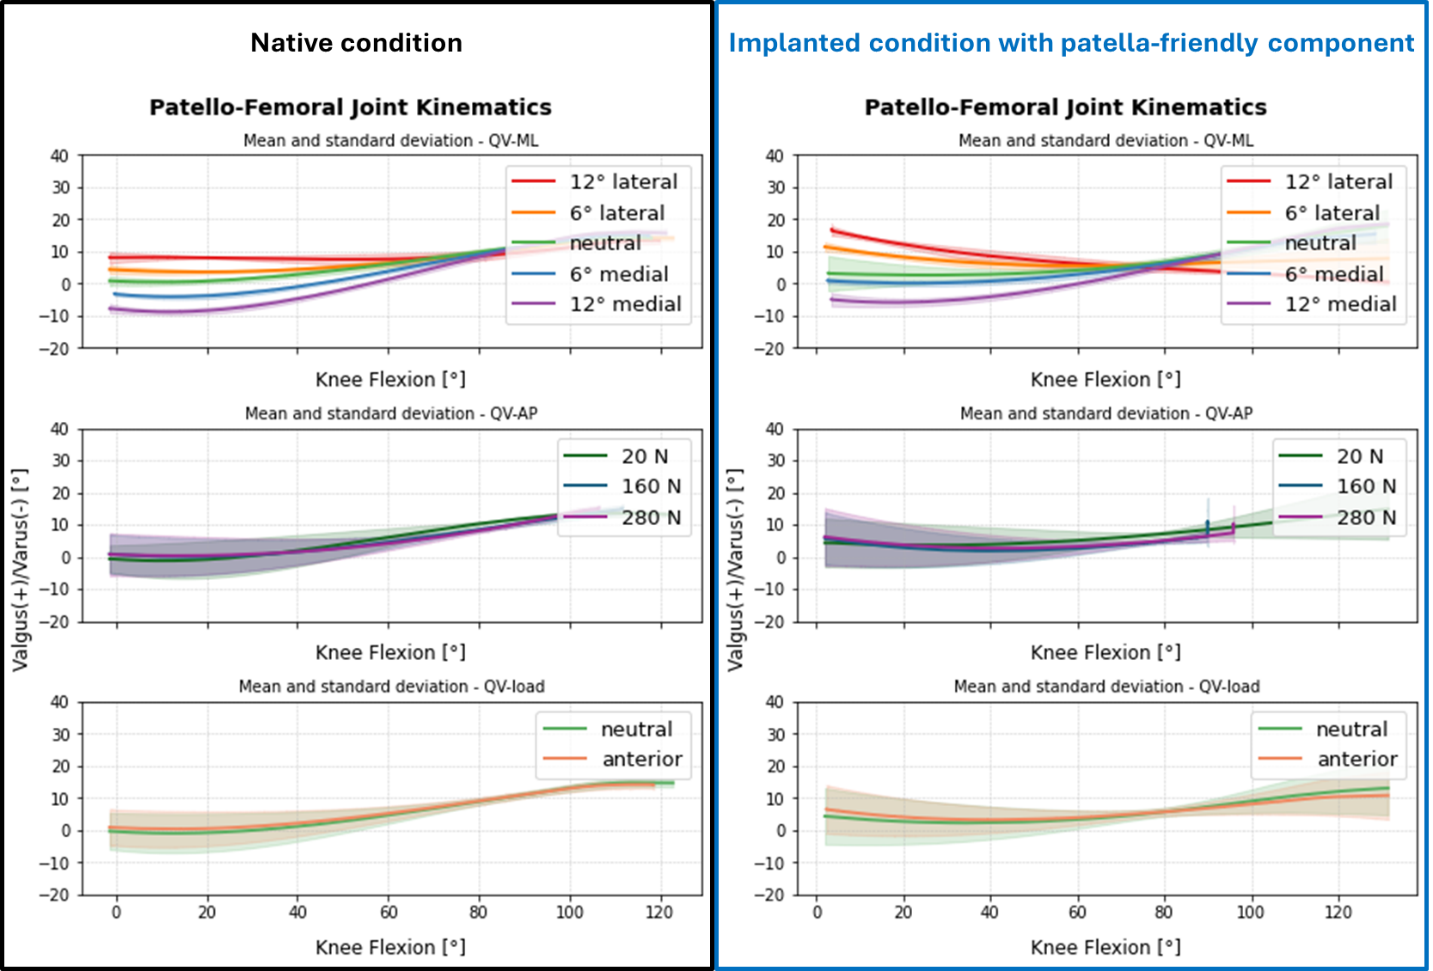 Native condition
Patello-Femoral Joint Kinematics
Mean and standard deviation - QV-ML
40
30
20
10
0
−10
−20
12° lateral
6° lateral
neutral
6° medial
12° medial
Knee Flexion [°]
Mean and standard deviation - QV-AP
Valgus(+)/Varus(-) [°]
40
30
20
10
0
−10
−20
20 N
160 N
280 N
Knee Flexion [°]
Mean and standard deviation - QV-load
40
30
20
10
0
−10
−20
neutral
anterior
0 20 40 60 80 100 120
Knee Flexion [°]
Implanted condition with patella-friendly component
Patello-Femoral Joint Kinematics
Mean and standard deviation - QV-ML
40
30
20
10
0
−10
−20
12° lateral
6° lateral
neutral
6° medial
12° medial
Knee Flexion [°]
Mean and standard deviation - QV-AP
Valgus(+)/Varus(-) [°]
40
30
20
10
0
−10
−20
20 N
160 N
280 N
Knee Flexion [°]
Mean and standard deviation - QV-load
40
30
20
10
0
−10
−20
neutral
anterior
0 20 40 60 80 100 120
Knee Flexion [°]